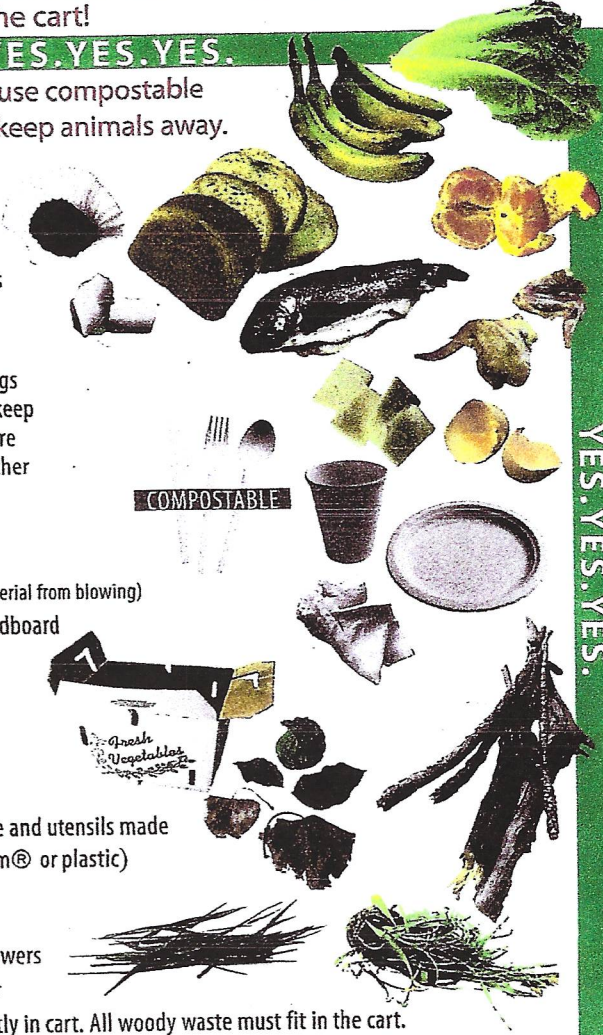 he cart!
YES.YES.YES.
use compostable
keep animals away.
s
gs
keep
re
ther
COMPOSTABLE
erial from blowing)
dboard
Fresh
Vegetables
e and utensils made
m® or plastic)
wers
tly in cart. All woody waste must fit in the cart.
YES.YES.YES.